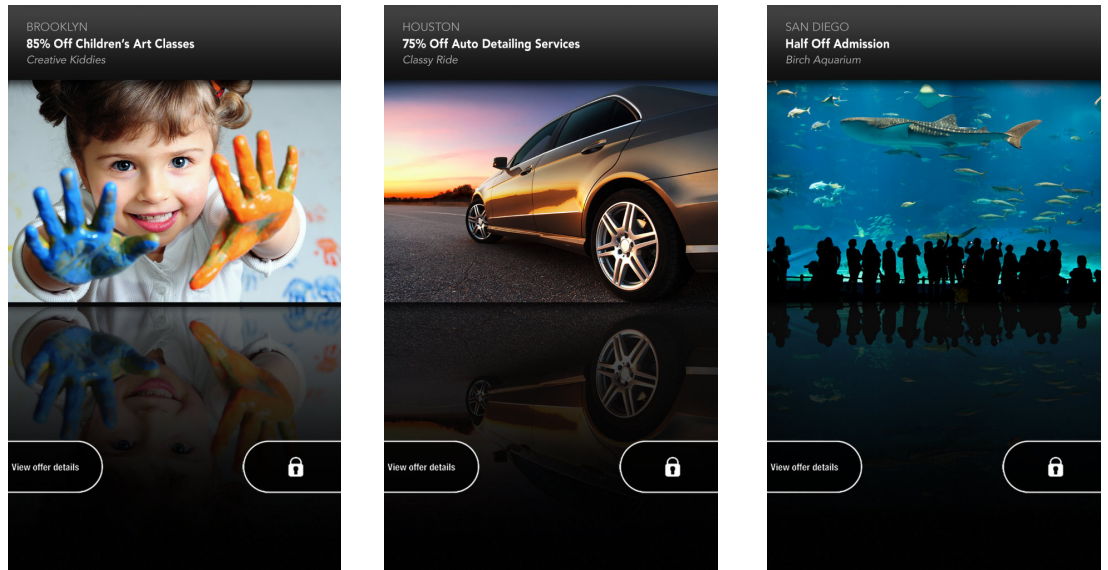 BROOKLYN
85% Off Children's Art Classes
Creative Kiddies
View offer details
HOUSTON
75% Off Auto Detailing Services
Classy Ride
View offer details
SAN DIEGO
Half Off Admission
Birch Aquarium
View offer details